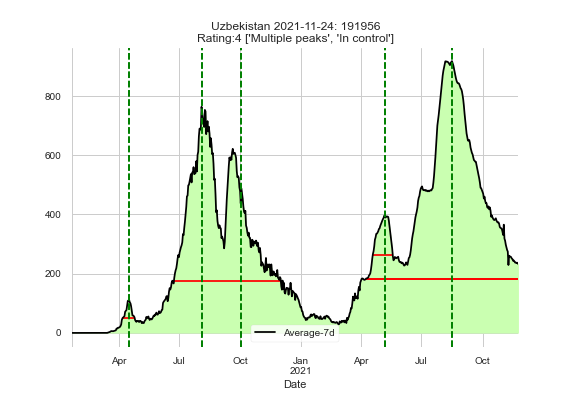 Uzbekistan 2021-11-24: 191956
Rating:4 ['Multiple peaks', 'In control']
800
600
400
200
0
Average-7d
Apr
Jul
Oct
Jan
2021
Apr
Jul
Oct
Date